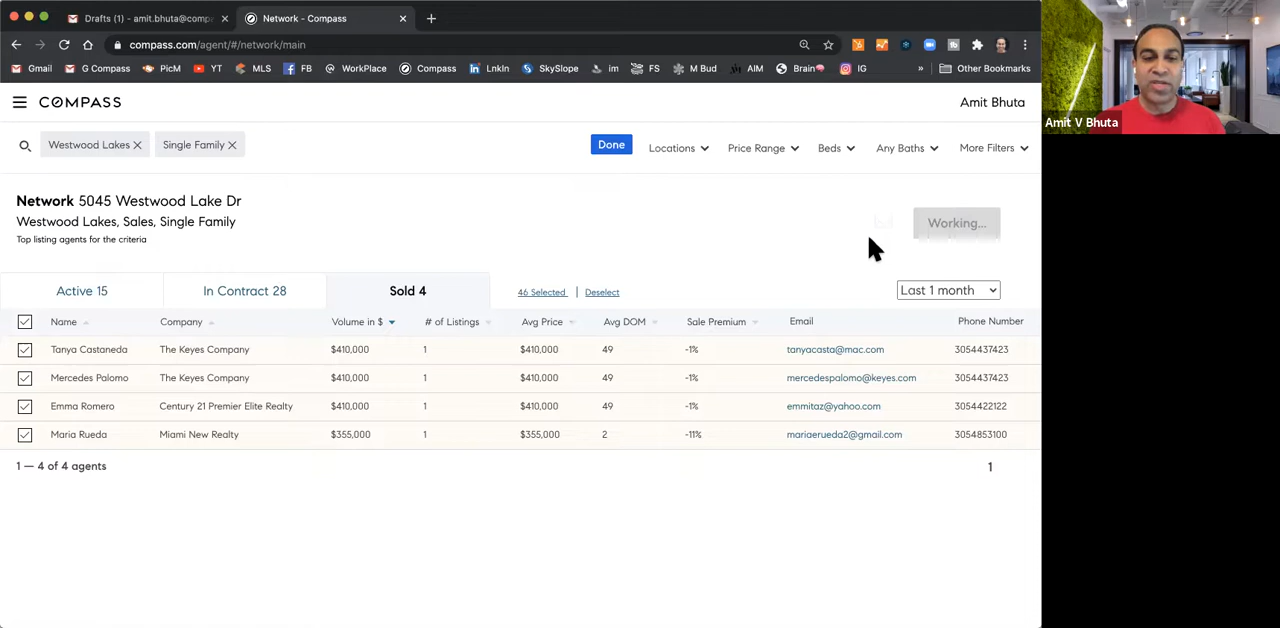 Drafts (1) - amit.bhuta@comp
Network - Compass
compass.com/agent/#/network/main
Gmail G Compass PicM YT MLS FB WorkPlace Compass LnkIn SkySlope im FS M Bud AIM Brain IG » Other Bookmarks
COMPASS
Amit Bhuta
Westwood Lakes Single Family
Done Locations Price Range Beds Any Baths More Filters
Network 5045 Westwood Lake Dr
Westwood Lakes, Sales, Single Family
Top listing agents for the criteria
Working...
Active 15 In Contract 28 Sold 4 46 Selected | Deselect Last 1 month
Name Company Volume in $ # of Listings Avg Price Avg DOM Sale Premium Email Phone Number
Tanya Castaneda The Keyes Company $410,000 1 $410,000 49 -1% tanyacasta@mac.com 3054437423
Mercedes Palomo The Keyes Company $410,000 1 $410,000 49 -1% mercedespalomo@keyes.com 3054437423
Emma Romero Century 21 Premier Elite Realty $410,000 1 $410,000 49 -1% emmitaz@yahoo.com 3054422122
Maria Rueda Miami New Realty $355,000 1 $355,000 2 -11% mariaerueda2@gmail.com 3054853100
1 — 4 of 4 agents 1
Amit V Bhuta